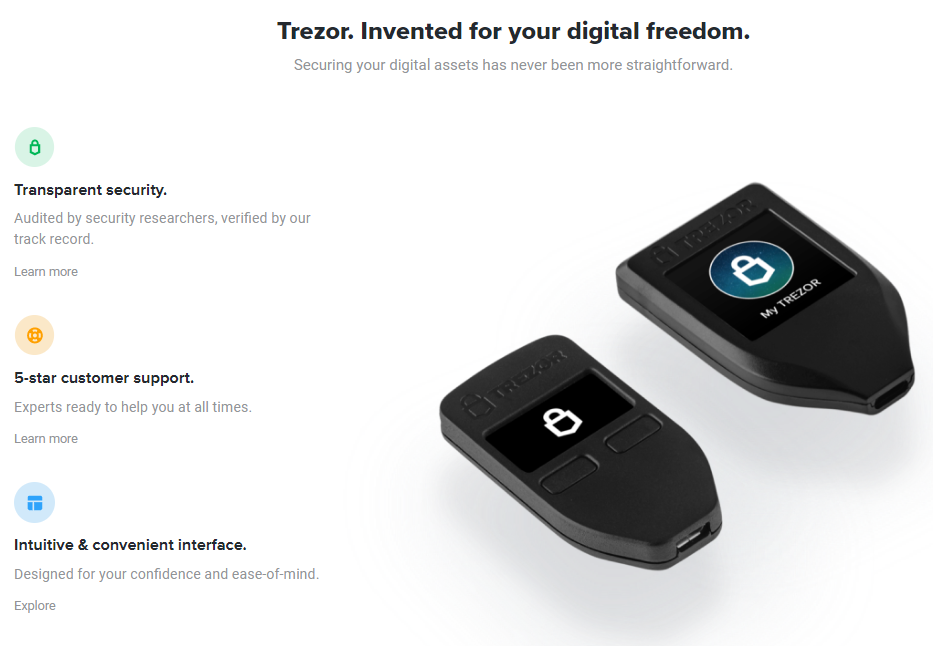 Trezor. Invented for your digital freedom.
Securing your digital assets has never been more straightforward.
Transparent security.
Audited by security researchers, verified by our
track record.
Learn more
5-star customer support.
Experts ready to help you at all times.
Learn more
Intuitive & convenient interface.
Designed for your confidence and ease-of-mind.
Explore
TREZOR
My TREZOR
TREZOR